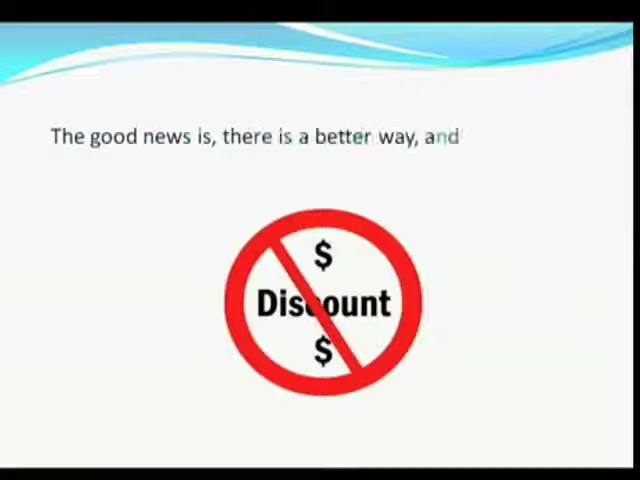 The good news is, there is a better way, and
$
Discount
$